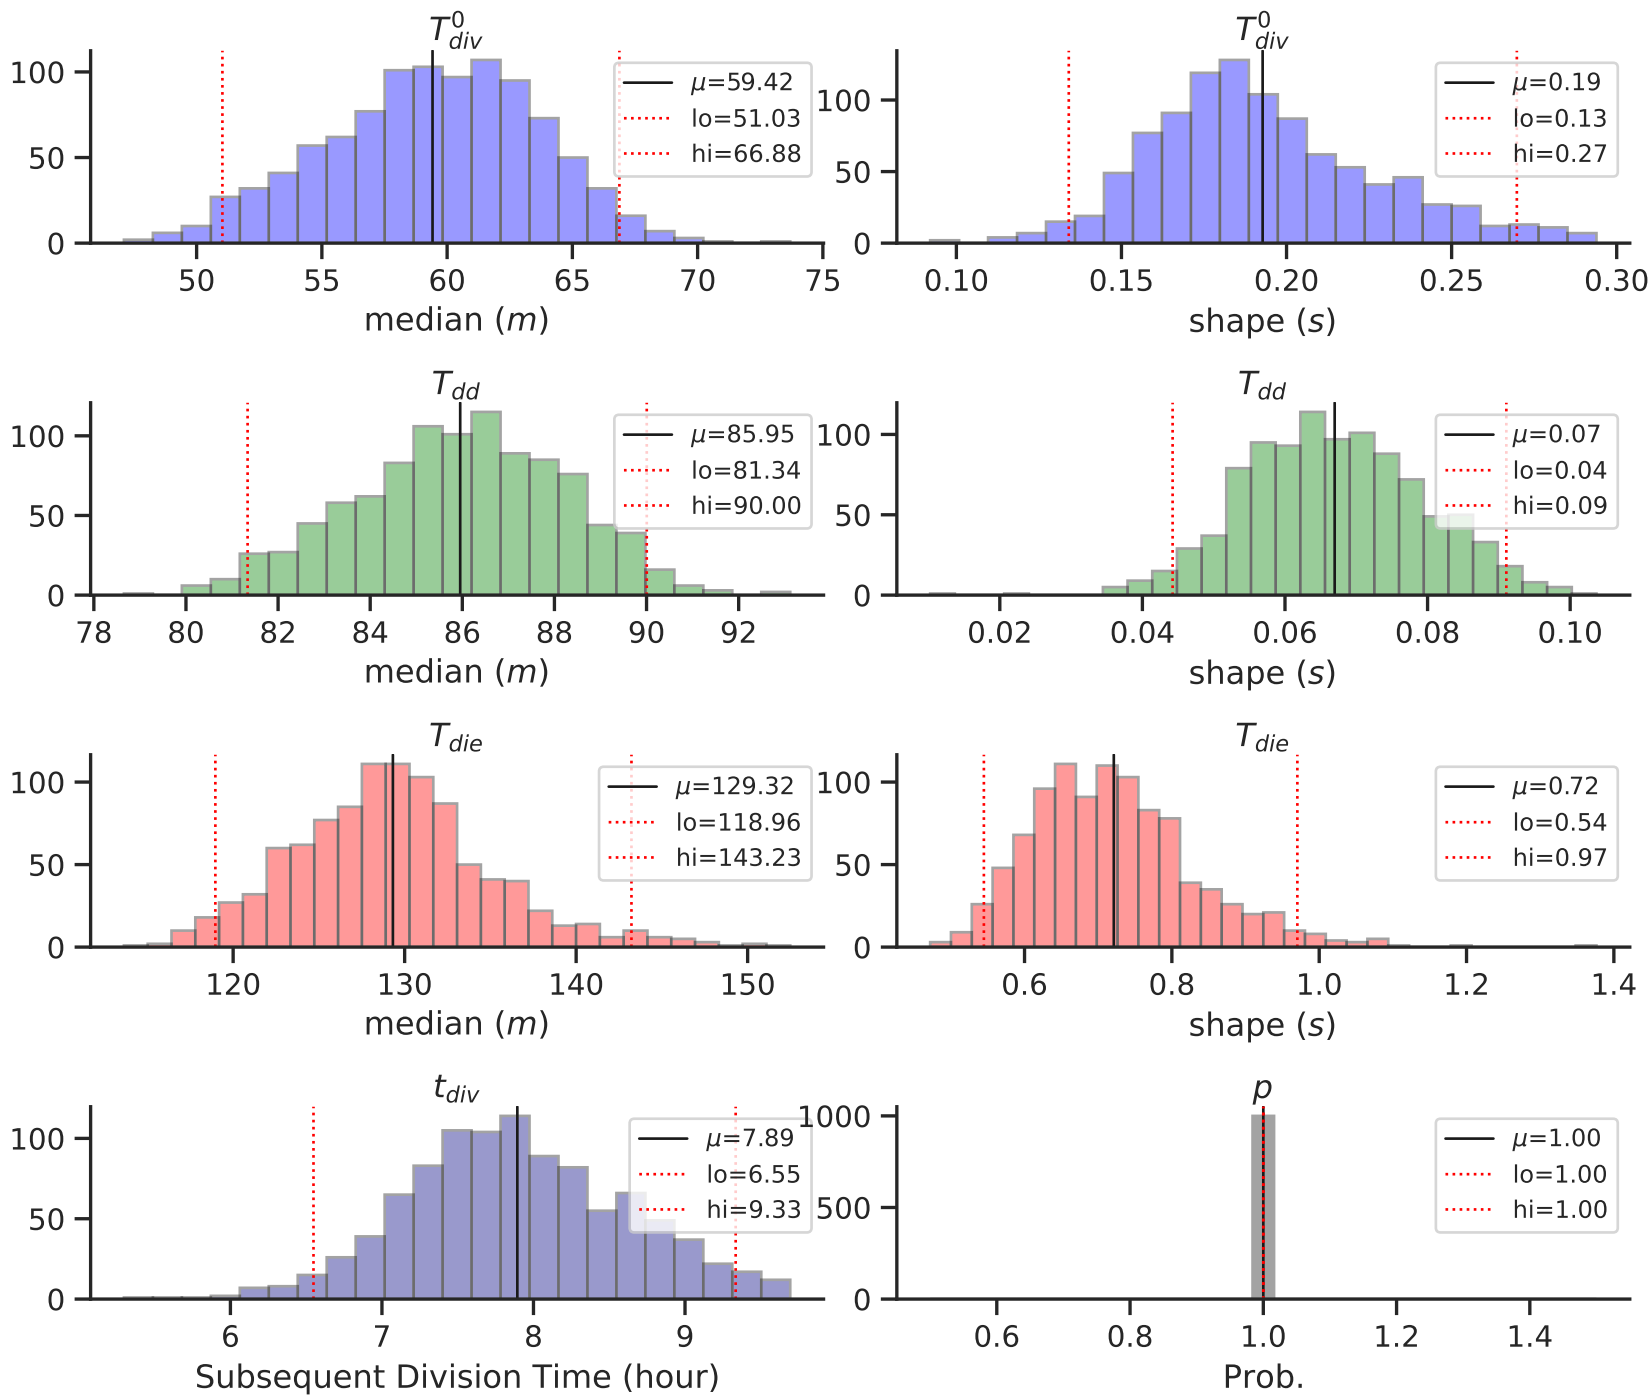 T⁰div
100
50
0
μ=59.42
lo=51.03
hi=66.88
50 55 60 65 70 75
median (m)
T⁰div
100
50
0
μ=0.19
lo=0.13
hi=0.27
0.10 0.15 0.20 0.25 0.30
shape (s)
Tdd
100
50
0
μ=85.95
lo=81.34
hi=90.00
78 80 82 84 86 88 90 92
median (m)
Tdd
100
50
0
μ=0.07
lo=0.04
hi=0.09
0.02 0.04 0.06 0.08 0.10
shape (s)
Tdie
100
50
0
μ=129.32
lo=118.96
hi=143.23
120 130 140 150
median (m)
Tdie
100
50
0
μ=0.72
lo=0.54
hi=0.97
0.6 0.8 1.0 1.2 1.4
shape (s)
tdiv
100
50
0
μ=7.89
lo=6.55
hi=9.33
6 7 8 9
Subsequent Division Time (hour)
p
1000
500
0
μ=1.00
lo=1.00
hi=1.00
0.6 0.8 1.0 1.2 1.4
Prob.